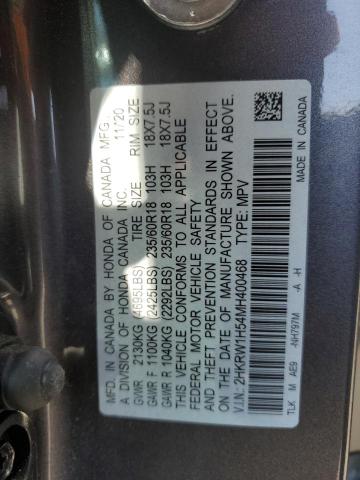 MFD. IN CANADA BY HONDA OF CANADA MFG.,
A DIVISION OF HONDA CANADA INC. 11/20
TIRE SIZE RIM SIZE
GVWR 2130KG (4695LBS)
GAWR F 1100KG (2425LBS) 235/60R18 103H 18X7.5J
GAWR R 1040KG (2292LBS) 235/60R18 103H 18X7.5J
THIS VEHICLE CONFORMS TO ALL APPLICABLE
FEDERAL MOTOR VEHICLE SAFETY
AND THEFT PREVENTION STANDARDS IN EFFECT
ON THE DATE OF MANUFACTURE SHOWN ABOVE.
V.I.N.: 2HKRW1H54MH400468 TYPE: MPV
TLK M AE9 -NH797M -A -H
MADE IN CANADA